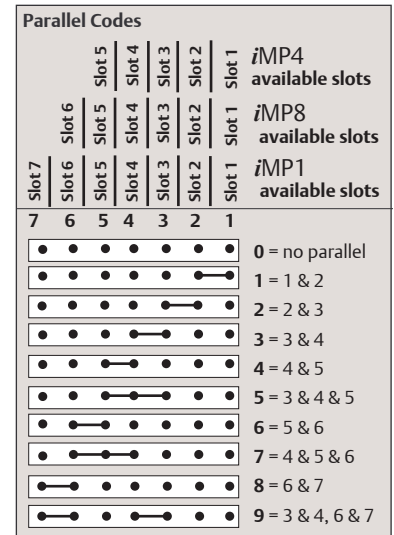 Parallel Codes
Slot 5 Slot 4 Slot 3 Slot 2 Slot 1 iMP4
available slots
Slot 6 Slot 5 Slot 4 Slot 3 Slot 2 Slot 1 iMP8
available slots
Slot 7 Slot 6 Slot 5 Slot 4 Slot 3 Slot 2 Slot 1 iMP1
available slots
7 6 5 4 3 2 1
0 = no parallel
1 = 1 & 2
2 = 2 & 3
3 = 3 & 4
4 = 4 & 5
5 = 3 & 4 & 5
6 = 5 & 6
7 = 4 & 5 & 6
8 = 6 & 7
9 = 3 & 4, 6 & 7